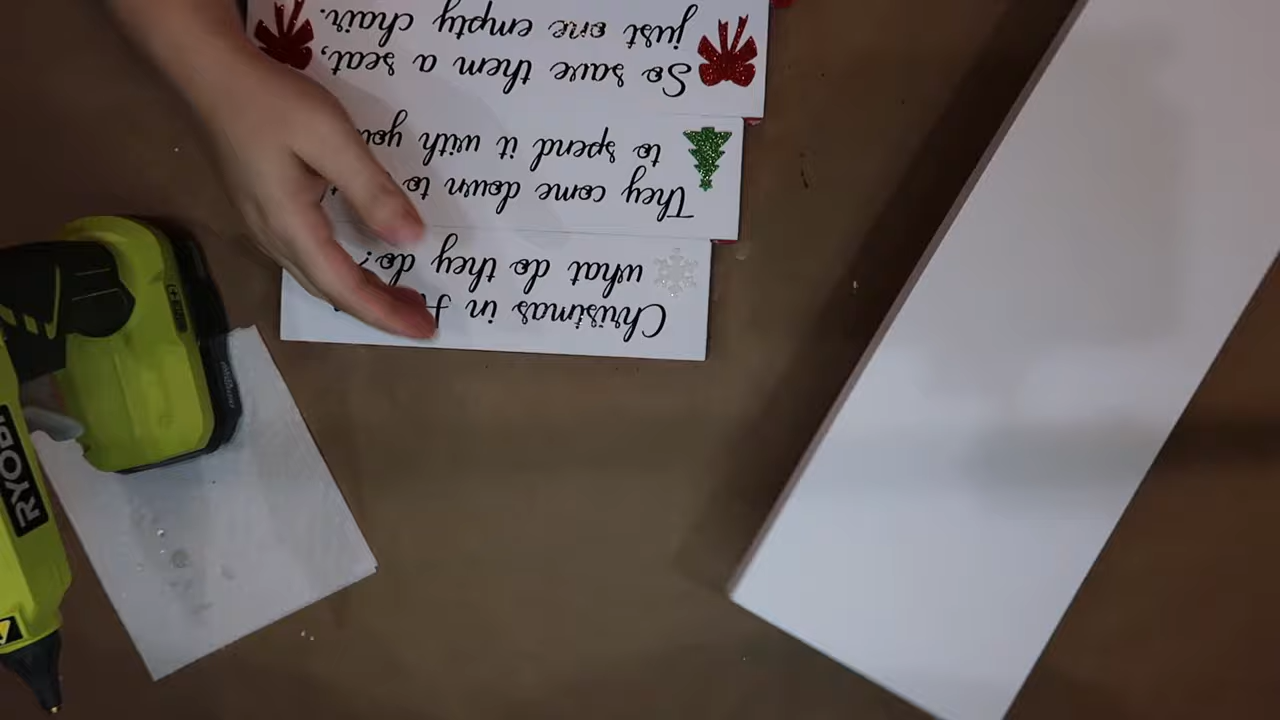 Christmas in
what do they do?
They come down to
to spend it with you
So save them a seat,
just one empty chair.
RYOBI